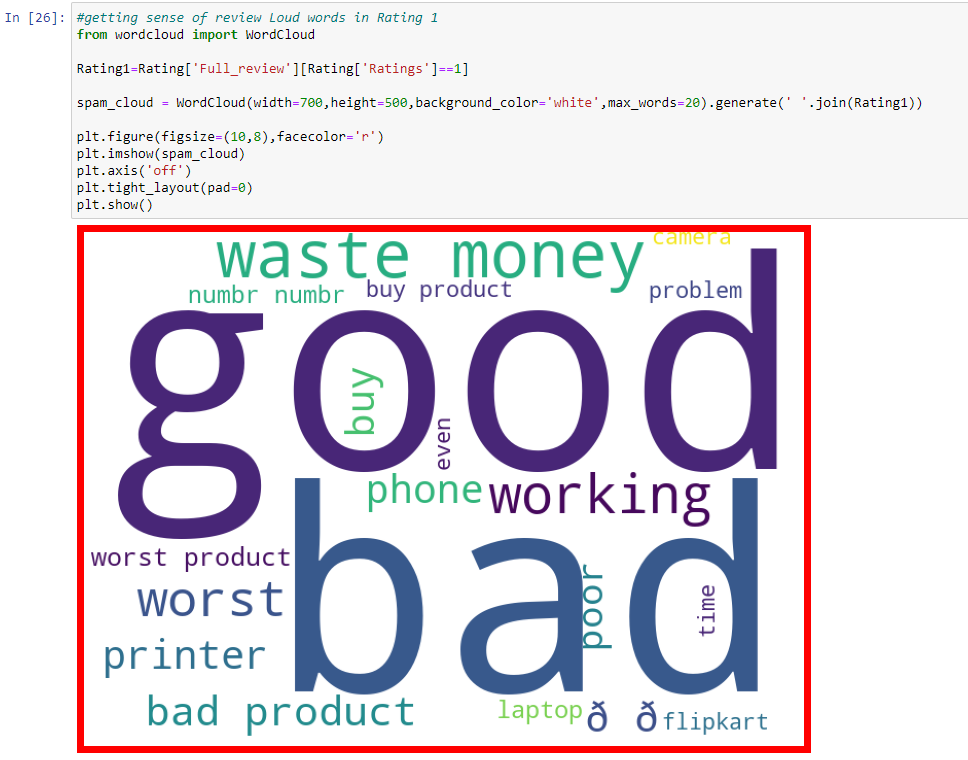 In [26]: #getting sense of review Loud words in Rating 1
from wordcloud import WordCloud
Rating1=Rating['Full_review'][Rating['Ratings']==1]
spam_cloud = WordCloud(width=700,height=500,background_color='white',max_words=20).generate(' '.join(Rating1))
plt.figure(figsize=(10,8),facecolor='r')
plt.imshow(spam_cloud)
plt.axis('off')
plt.tight_layout(pad=0)
plt.show()
waste money
camera
numbr numbr
buy product
problem
good
buy
even
phone
working
bad
worst product
worst
poor
time
printer
bad product
laptop
ð ð
flipkart